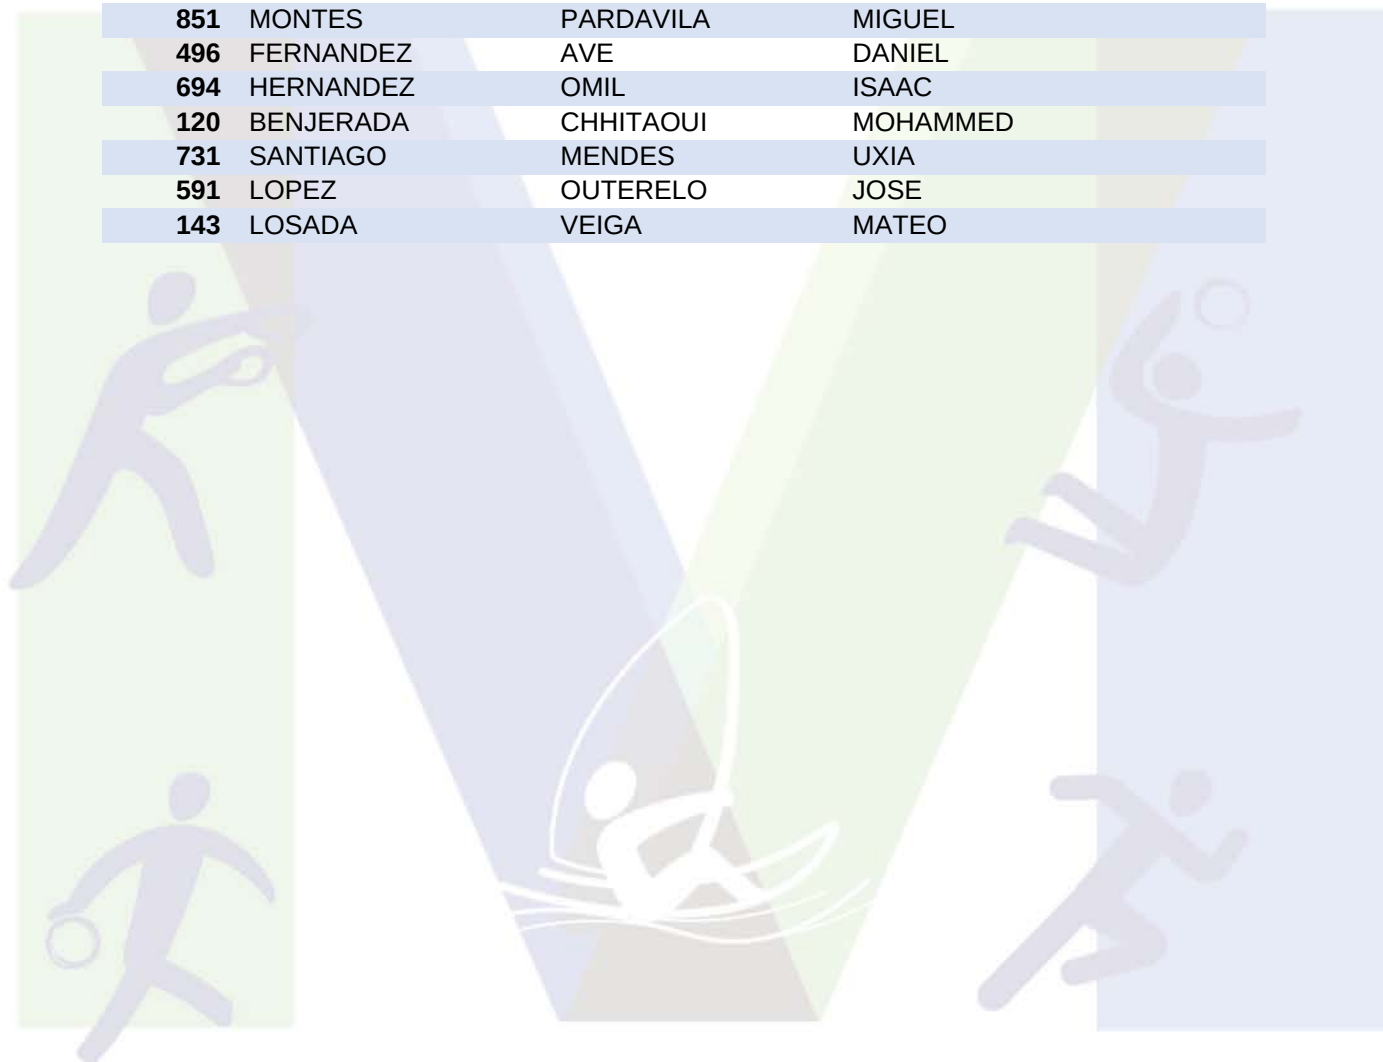 851 MONTES PARDAVILA MIGUEL
496 FERNANDEZ AVE DANIEL
694 HERNANDEZ OMIL ISAAC
120 BENJERADA CHHITAOUI MOHAMMED
731 SANTIAGO MENDES UXIA
591 LOPEZ OUTERELO JOSE
143 LOSADA VEIGA MATEO